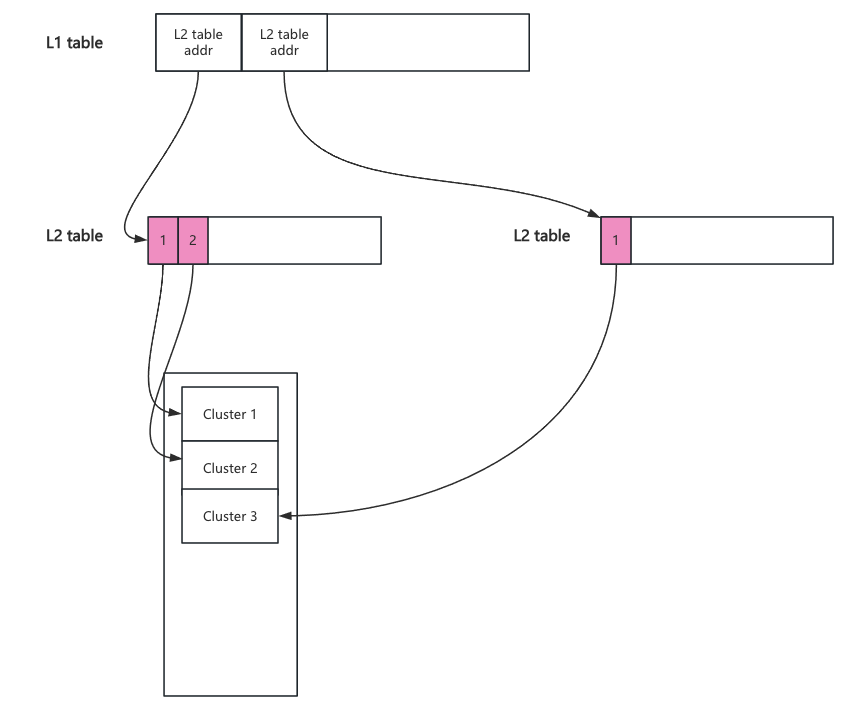 L1 table
L2 table
addr
L2 table
addr
L2 table
1
2
L2 table
1
Cluster 1
Cluster 2
Cluster 3